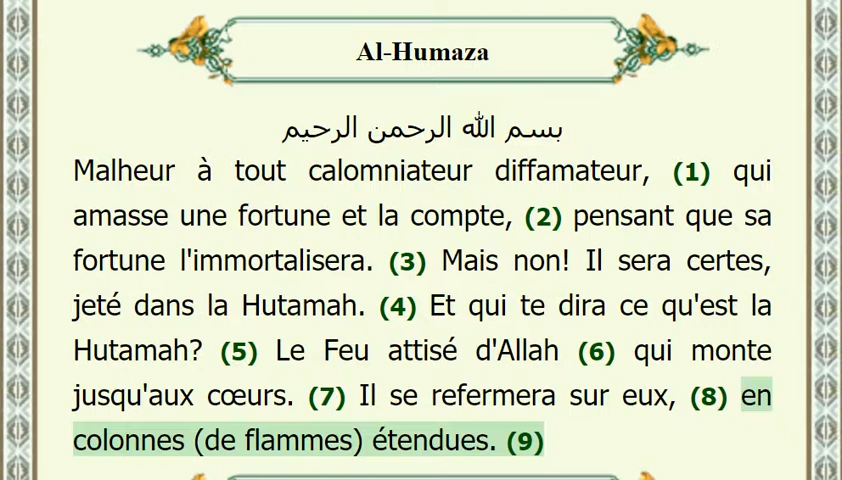 Al-Humaza
بسم الله الرحمن الرحيم
Malheur à tout calomniateur diffamateur, (1) qui
amasse une fortune et la compte, (2) pensant que sa
fortune l'immortalisera. (3) Mais non! Il sera certes,
jeté dans la Hutamah. (4) Et qui te dira ce qu'est la
Hutamah? (5) Le Feu attisé d'Allah (6) qui monte
jusqu'aux cœurs. (7) Il se refermera sur eux, (8) en
colonnes (de flammes) étendues. (9)